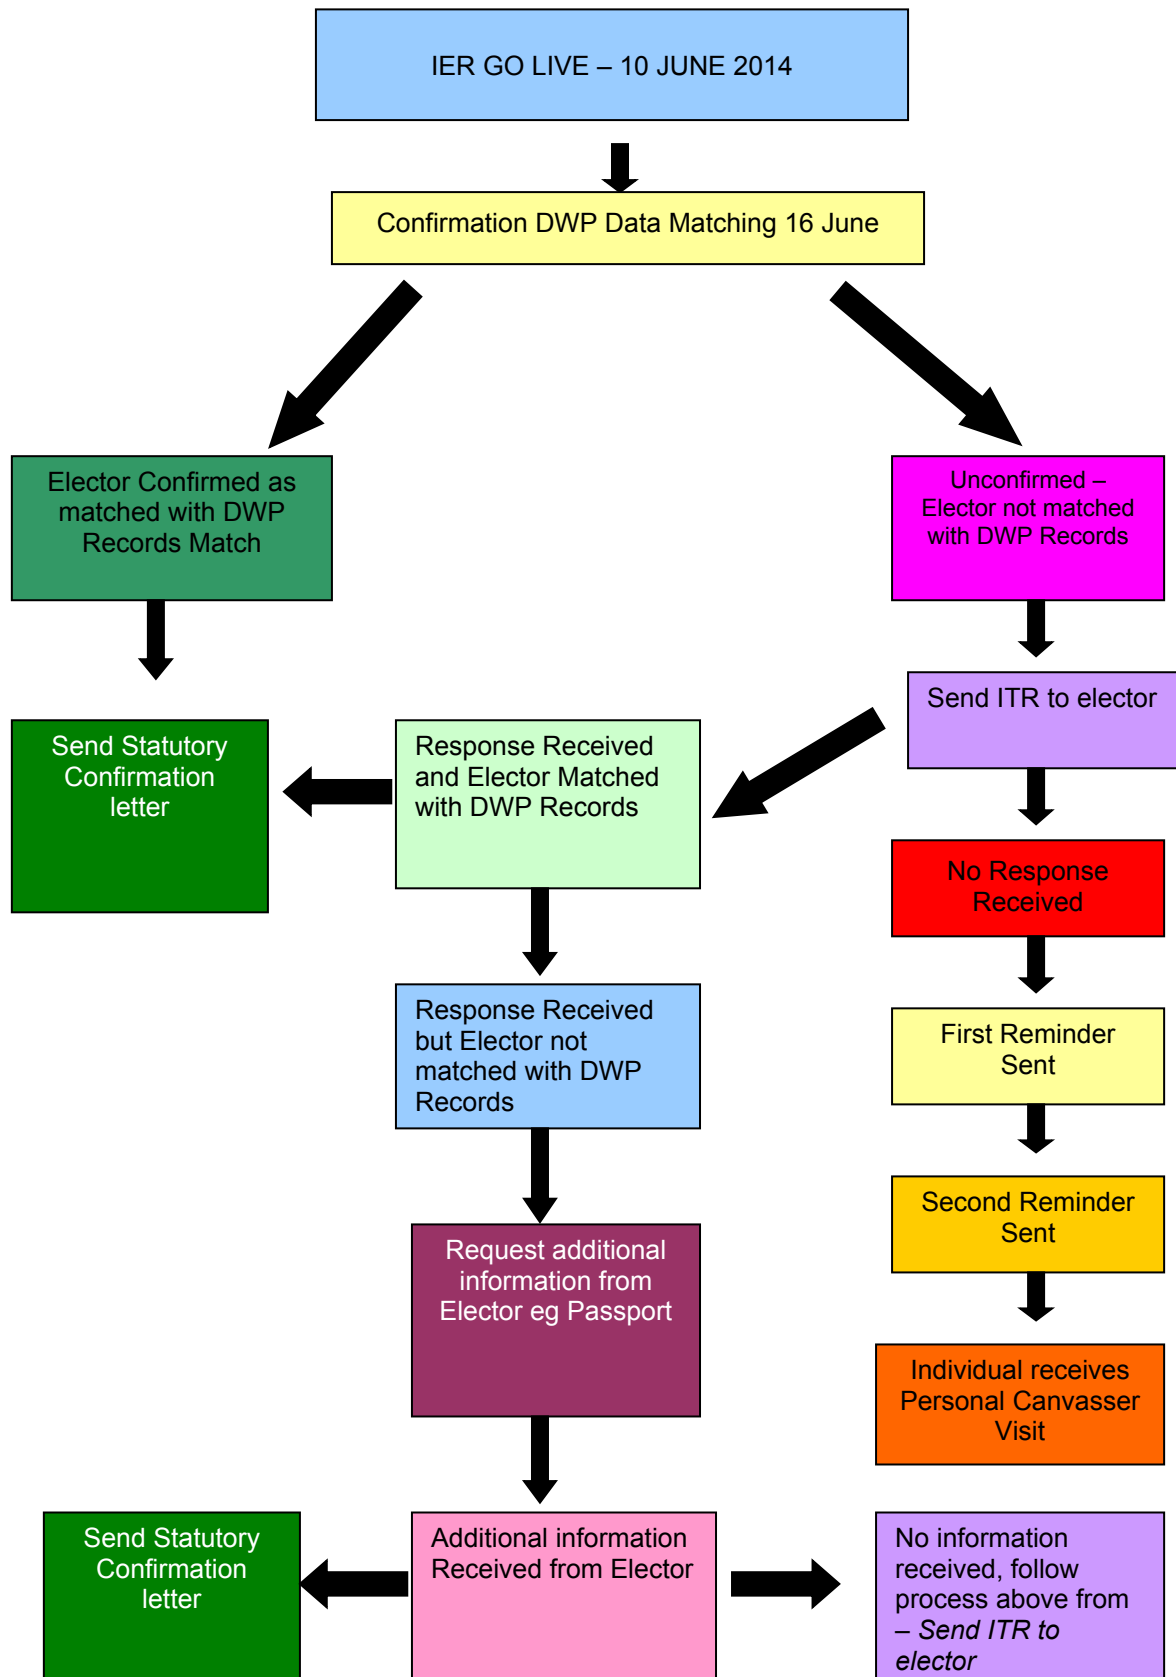 IER GO LIVE – 10 JUNE 2014
Confirmation DWP Data Matching 16 June
Elector Confirmed as
matched with DWP
Records Match
Unconfirmed –
Elector not matched
with DWP Records
Send ITR to elector
Send Statutory
Confirmation
letter
Response Received
and Elector Matched
with DWP Records
No Response
Received
Response Received
but Elector not
matched with DWP
Records
First Reminder
Sent
Second Reminder
Sent
Request additional
information from
Elector eg Passport
Individual receives
Personal Canvasser
Visit
Send Statutory
Confirmation
letter
Additional information
Received from Elector
No information
received, follow
process above from
– Send ITR to
elector